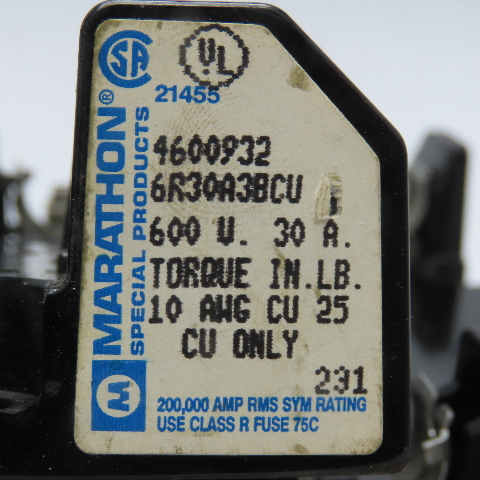 MARATHON®
SPECIAL PRODUCTS
M
SA
UL
21455
4600932
6R30A3BCU
600 V. 30 A.
TORQUE IN.LB.
10 AWG CU 25
CU ONLY
231
200,000 AMP RMS SYM RATING
USE CLASS R FUSE 75C